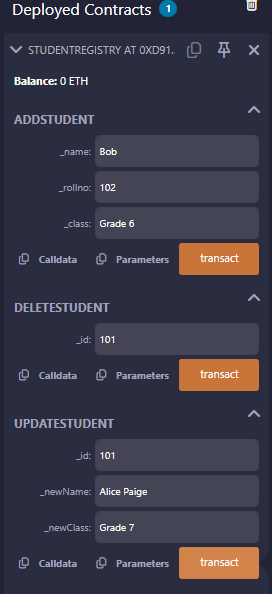 Deployed Contracts 1
STUDENTREGISTRY AT 0XD91.
Balance: 0 ETH
ADDSTUDENT
_name: Bob
_rollno: 102
_class: Grade 6
Calldata Parameters transact
DELETESTUDENT
_id: 101
Calldata Parameters transact
UPDATESTUDENT
_id: 101
_newName: Alice Paige
_newClass: Grade 7
Calldata Parameters transact